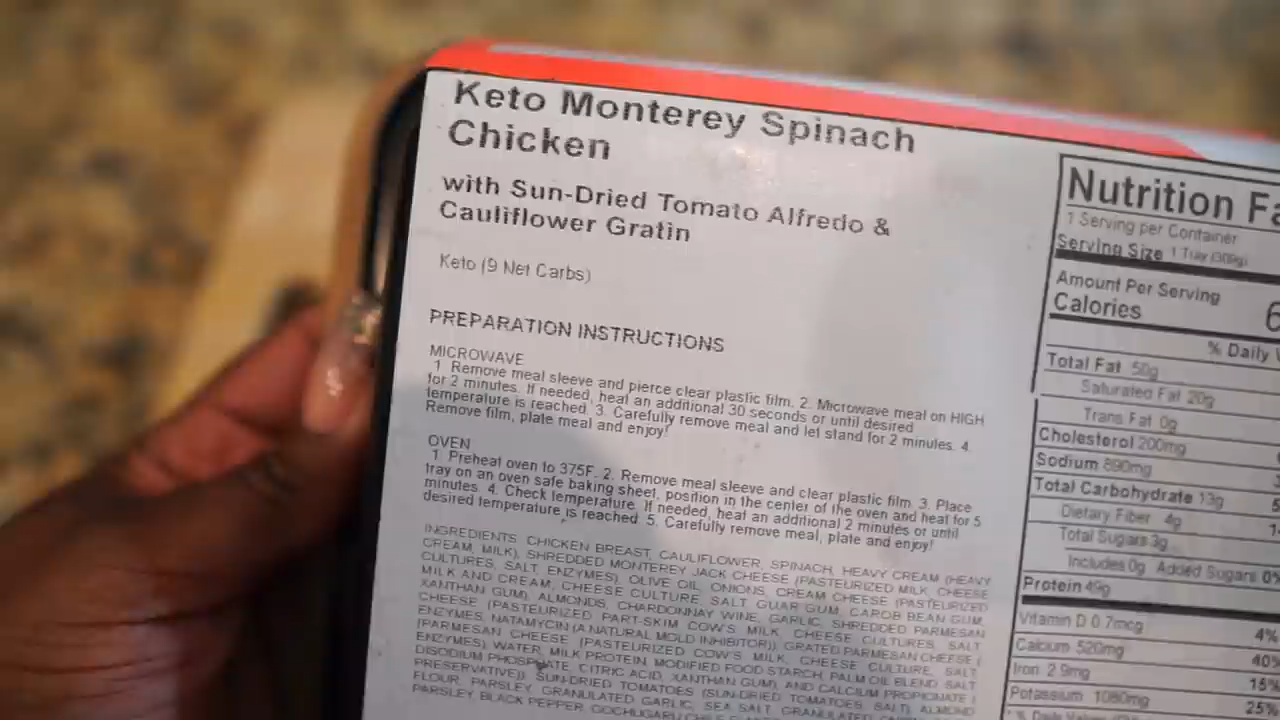 Keto Monterey Spinach
Chicken
with Sun-Dried Tomato Alfredo &
Cauliflower Gratin
Keto (9 Net Carbs)
PREPARATION INSTRUCTIONS
MICROWAVE
1. Remove meal sleeve and pierce clear plastic film. 2. Microwave meal on HIGH
for 2 minutes. If needed, heat an additional 30 seconds or until desired
temperature is reached. 3. Carefully remove meal and let stand for 2 minutes. 4.
Remove film, plate meal and enjoy!
OVEN
1. Preheat oven to 375F. 2. Remove meal sleeve and clear plastic film. 3. Place
tray on an oven safe baking sheet, position in the center of the oven and heat for 5
minutes. 4. Check temperature. If needed, heat an additional 2 minutes or until
desired temperature is reached. 5. Carefully remove meal, plate and enjoy!
INGREDIENTS: CHICKEN BREAST, CAULIFLOWER, SPINACH, HEAVY CREAM (HEAVY
CREAM, MILK), SHREDDED MONTEREY JACK CHEESE (PASTEURIZED MILK, CHEESE
CULTURES, SALT, ENZYMES), OLIVE OIL, ONIONS, CREAM CHEESE (PASTEURIZED
MILK AND CREAM, CHEESE CULTURE, SALT, GUAR GUM, CAROB BEAN GUM,
XANTHAN GUM), ALMONDS, CHARDONNAY WINE, GARLIC, SHREDDED PARMESAN
CHEESE (PASTEURIZED PART-SKIM COW'S MILK, CHEESE CULTURES, SALT
ENZYMES, NATAMYCIN (A NATURAL MOLD INHIBITOR)), GRATED PARMESAN CHEESE (
(PARMESAN CHEESE (PASTEURIZED COW'S MILK, CHEESE CULTURE, SALT
ENZYMES), WATER, MILK PROTEIN, MODIFIED FOOD STARCH, PALM OIL BLEND, SALT
DISODIUM PHOSPHATE, CITRIC ACID, XANTHAN GUM), AND CALCIUM PROPIONATE (
PRESERVATIVE)), SUN-DRIED TOMATOES (SUN-DRIED TOMATOES, SALT), ALMOND
FLOUR, PARSLEY, GRANULATED GARLIC, SEA SALT, GRANULATED
PARSLEY, BLACK PEPPER, GOCHUGARU
Nutrition Fa
1 Serving per Container
Serving Size 1 Tray (309g)
Amount Per Serving
Calories 6
% Daily V
Total Fat 50g
Saturated Fat 20g
Trans Fat 0g
Cholesterol 200mg
Sodium 890mg
Total Carbohydrate 13g
Dietary Fiber 4g
Total Sugars 3g
Includes 0g Added Sugars 0%
Protein 49g
Vitamin D 0.7mcg 4%
Calcium 520mg 40%
Iron 2.9mg 15%
Potassium 1080mg 25%